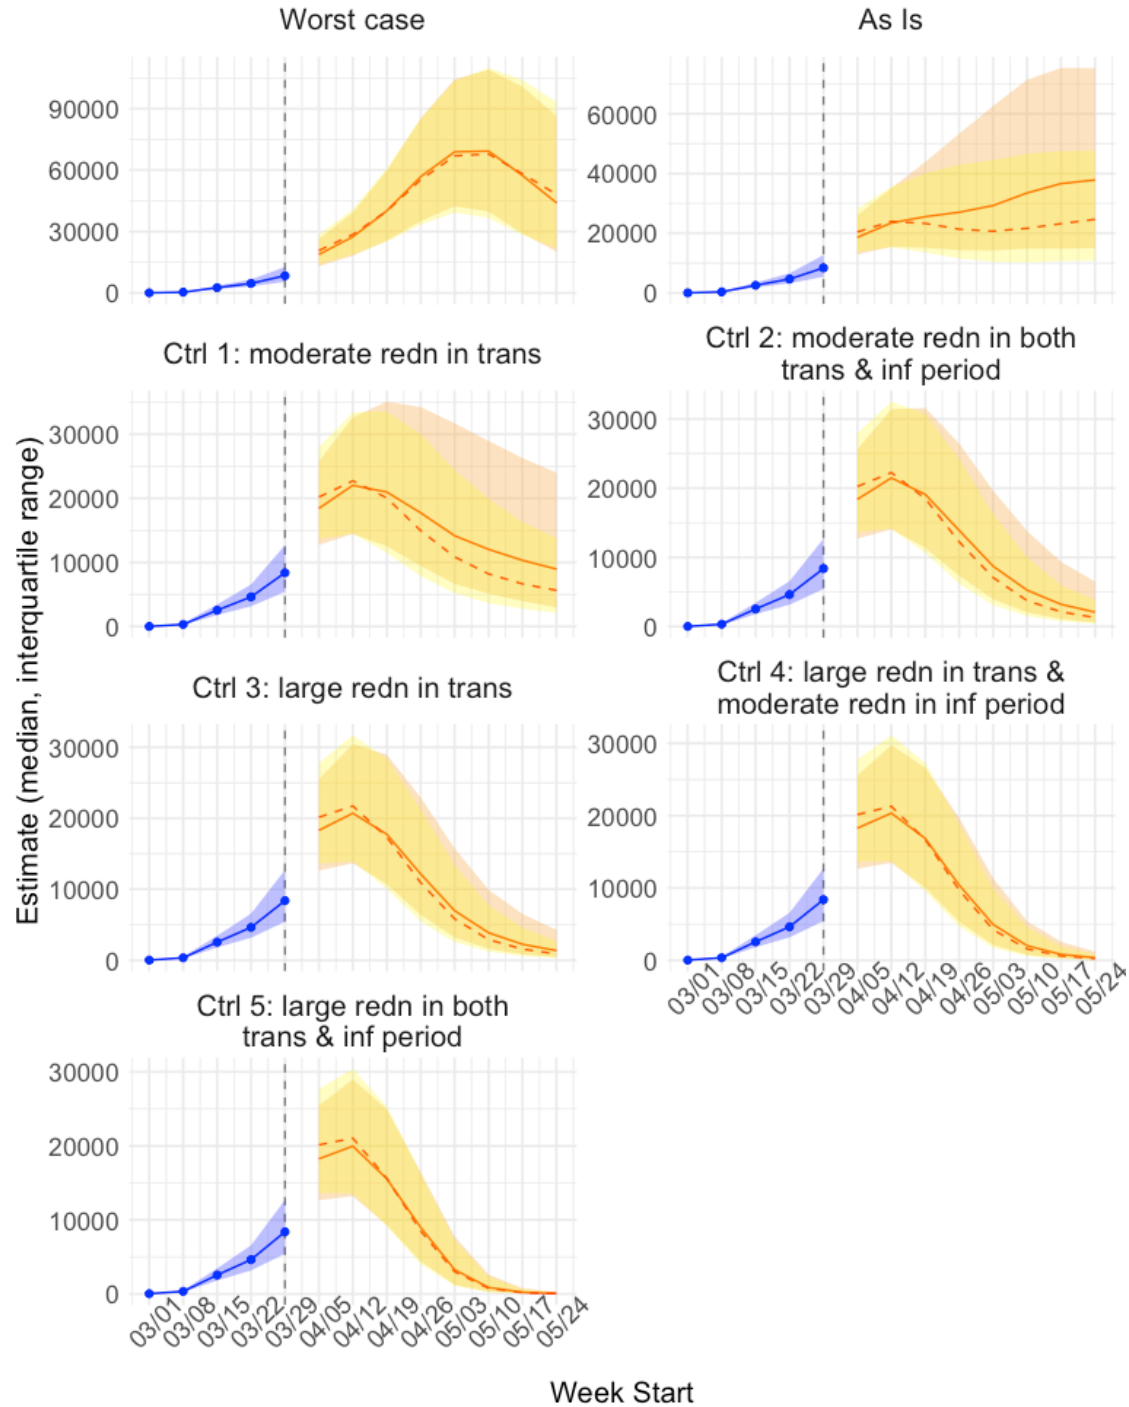 Worst case
As Is
90000
60000
30000
0
60000
40000
20000
0
Ctrl 1: moderate redn in trans
Ctrl 2: moderate redn in both
trans & inf period
30000
20000
10000
0
30000
20000
10000
0
Estimate (median, interquartile range)
Ctrl 3: large redn in trans
Ctrl 4: large redn in trans &
moderate redn in inf period
30000
20000
10000
0
30000
20000
10000
0
03/01 03/08 03/15 03/22 03/29 04/05 04/12 04/19 04/26 05/03 05/10 05/17 05/24
Ctrl 5: large redn in both
trans & inf period
30000
20000
10000
0
03/01 03/08 03/15 03/22 03/29 04/05 04/12 04/19 04/26 05/03 05/10 05/17 05/24
Week Start